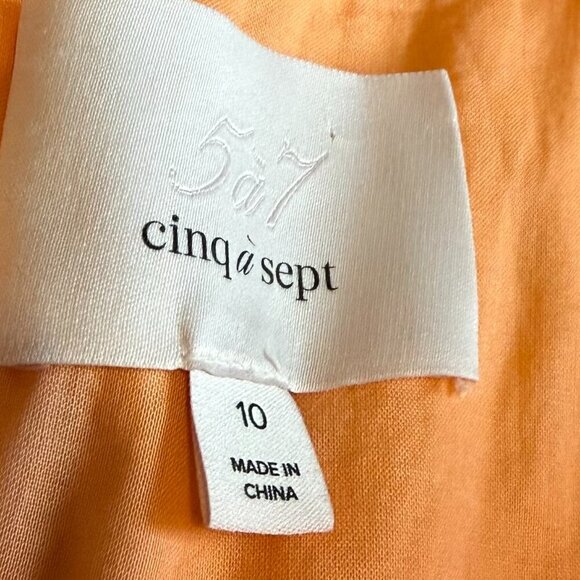 5à7
cinq à sept
10
MADE IN
CHINA